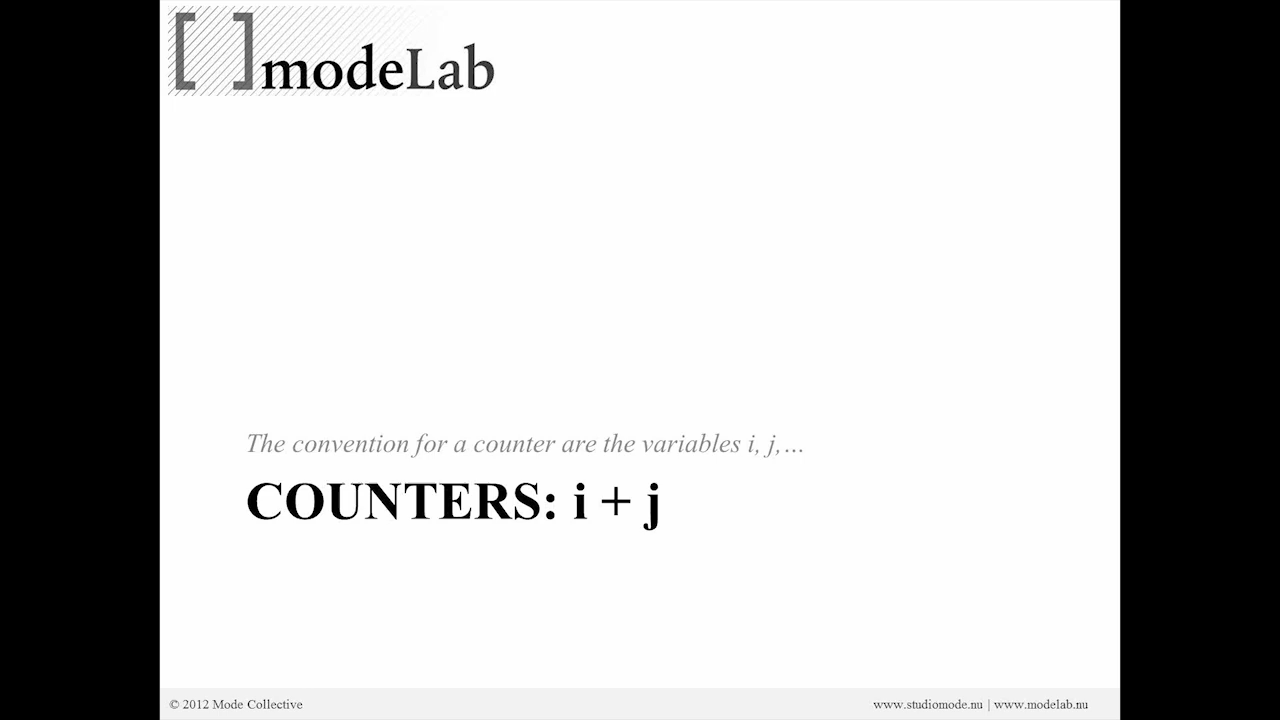 [ ] modeLab
The convention for a counter are the variables i, j,…
COUNTERS: i + j
© 2012 Mode Collective
www.studiomode.nu | www.modelab.nu